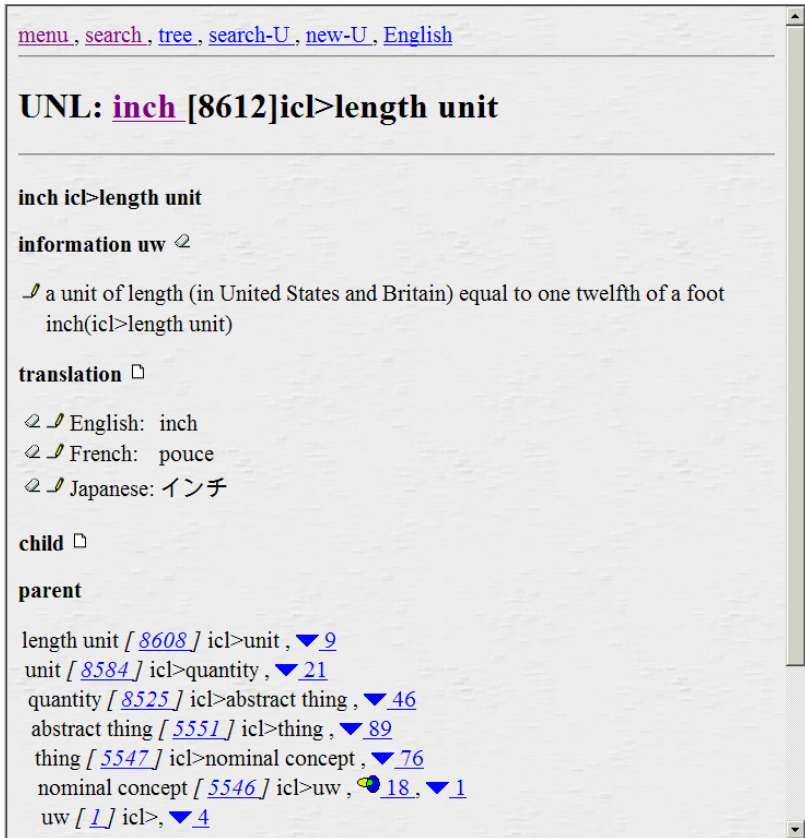 menu , search , tree , search-U , new-U , English
UNL: inch [8612]icl>length unit
inch icl>length unit
information uw
a unit of length (in United States and Britain) equal to one twelfth of a foot
inch(icl>length unit)
translation
English: inch
French: pouce
Japanese: インチ
child
parent
length unit [ 8608 ] icl>unit , 9
unit [ 8584 ] icl>quantity , 21
quantity [ 8525 ] icl>abstract thing , 46
abstract thing [ 5551 ] icl>thing , 89
thing [ 5547 ] icl>nominal concept , 76
nominal concept [ 5546 ] icl>uw , 18 , 1
uw [ 1 ] icl>, 4